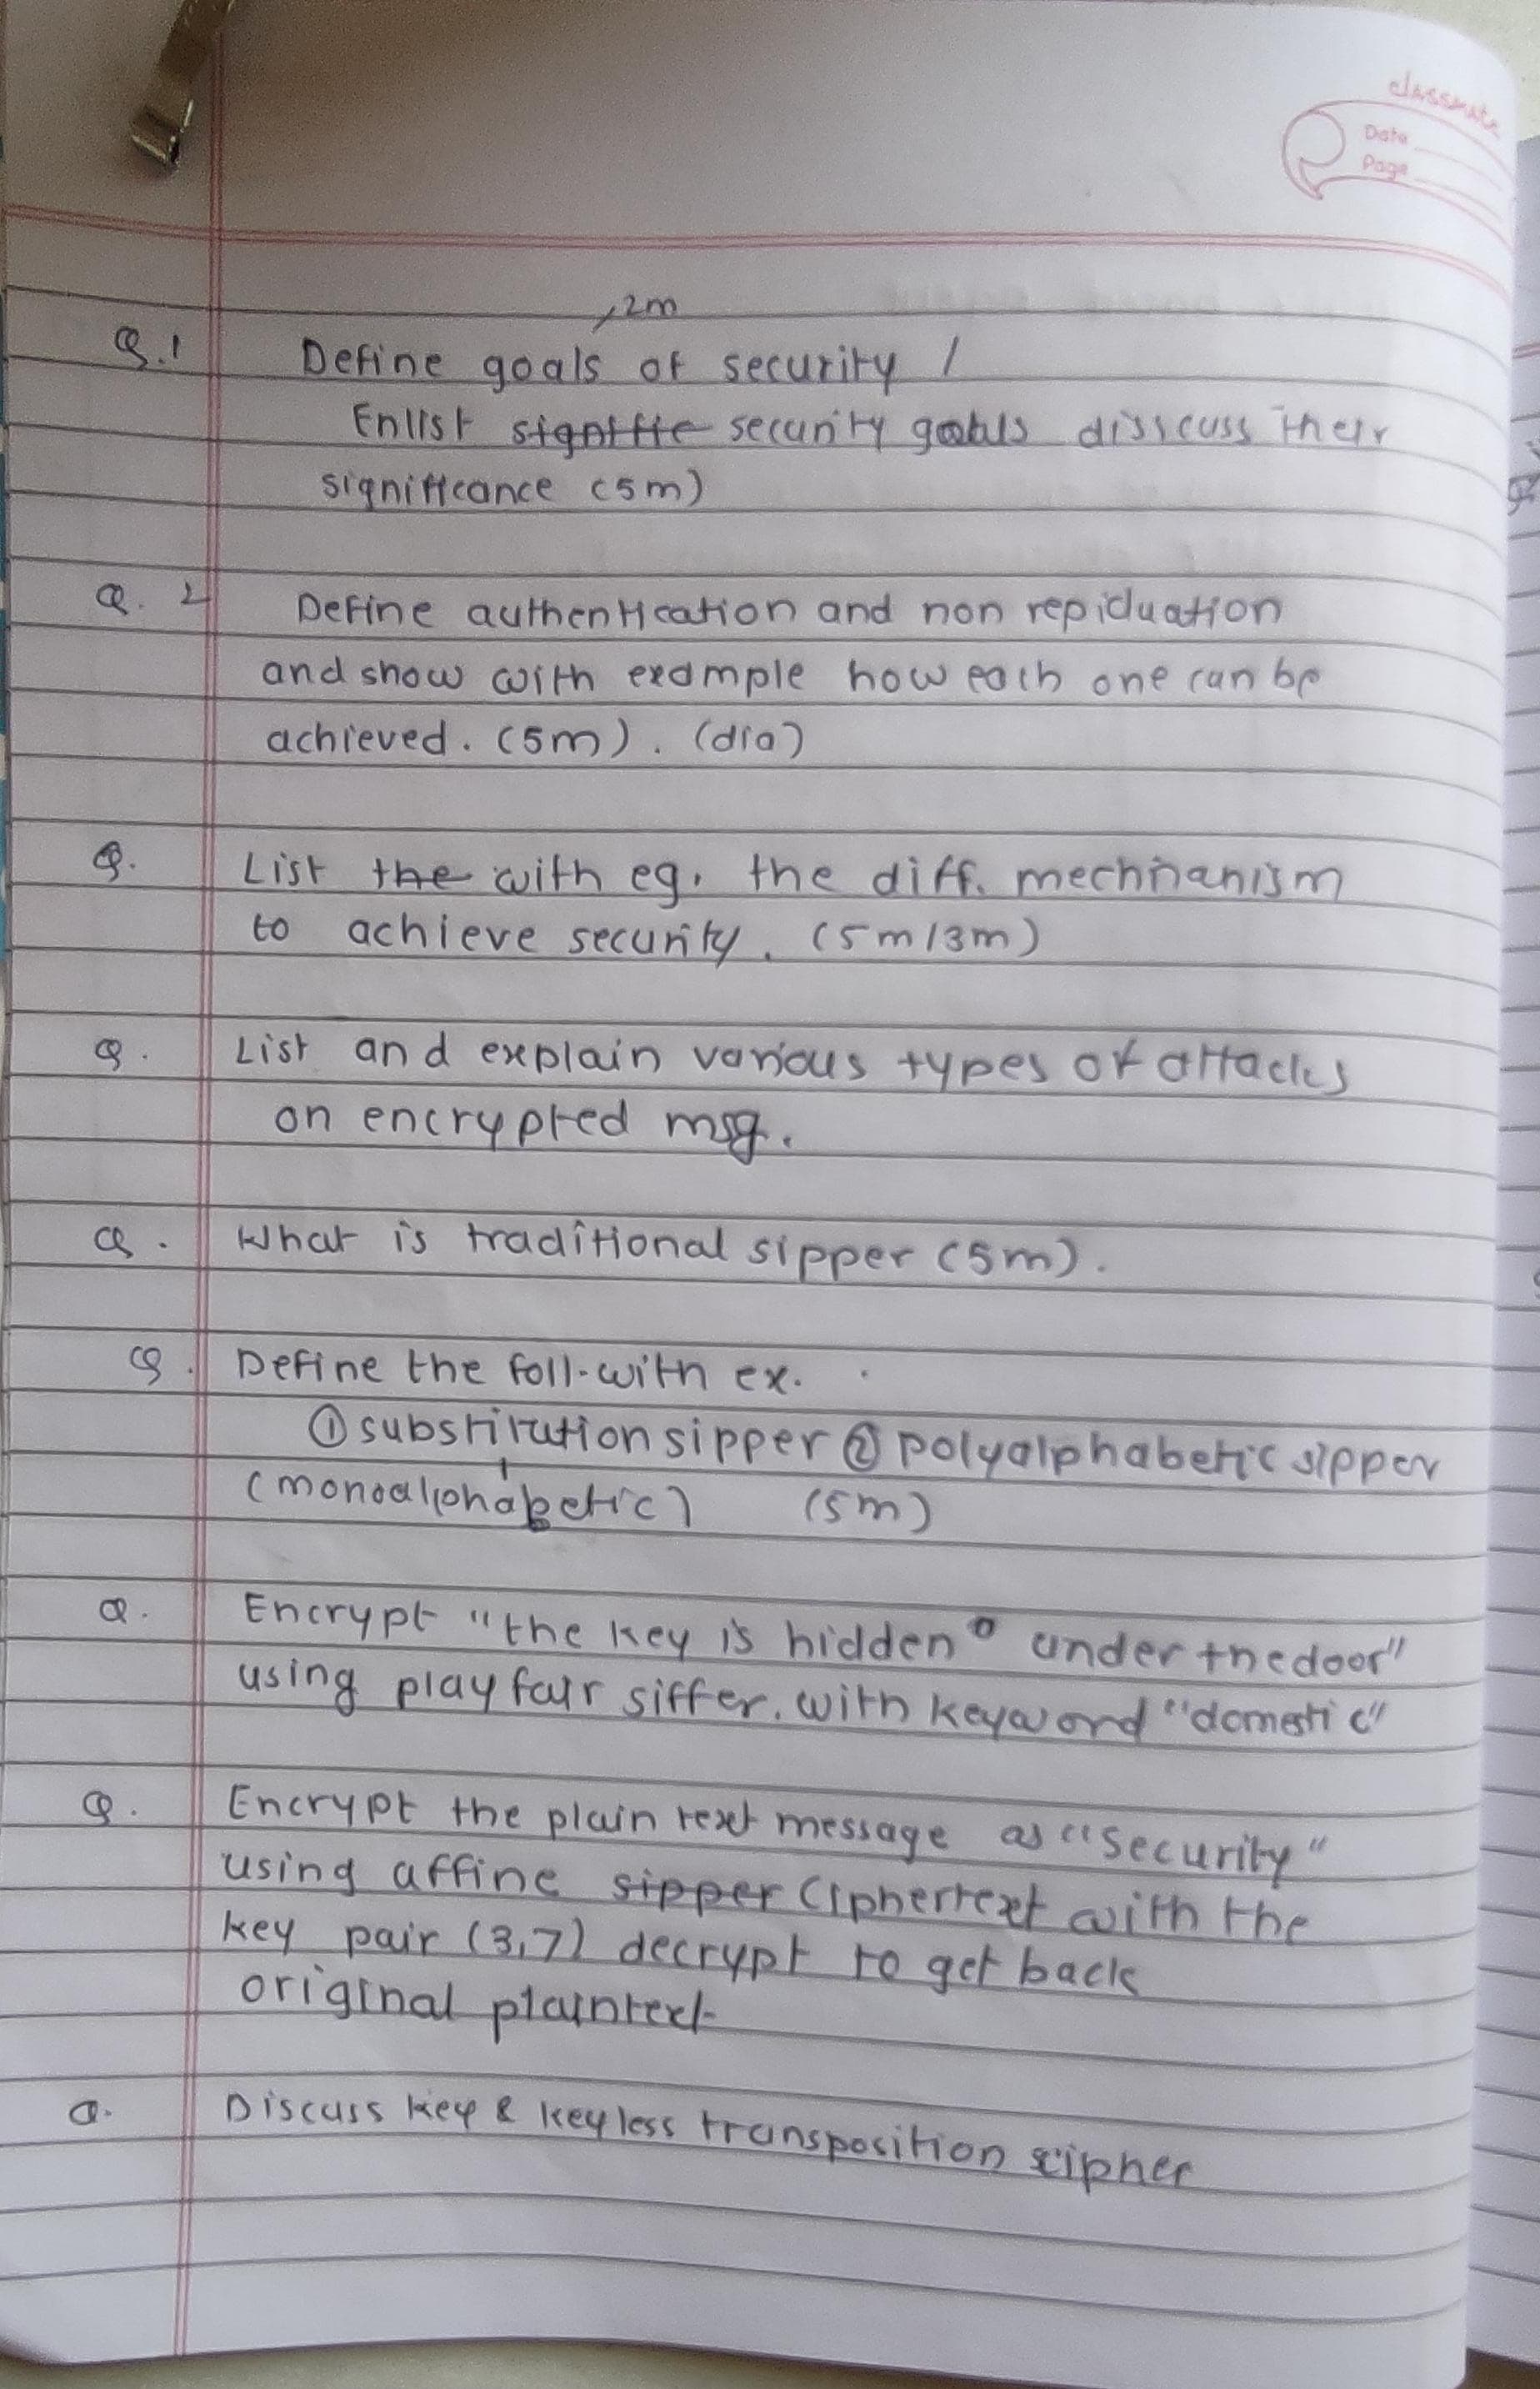 classmate
Date
Page
,2m
Q.1 Define goals of security /
Enlist signifie security goals disscuss their
significance (5m)
Q. 2 Define authentication and non repiduation
and show with example how each one can be
achieved. (5m). (dia)
Q. List the with eg. the diff. mechhanism
to achieve security. (5m/3m)
Q. List and explain various types of attacks
on encrypted msg.
Q. What is traditional sipper (5m).
Q. Define the foll. with ex.
① substitution sipper ② polyalphabetic sipper
(monoalphabetic) (5m)
Q. Encrypt "the key is hidden under the door"
using playfair siffer. with keyword "domestic"
Q. Encrypt the plain text message as "security"
using affine sipper Ciphertext with the
key pair (3,7) decrypt to get back
original plaintext
Q. Discuss key & keyless transposition cipher